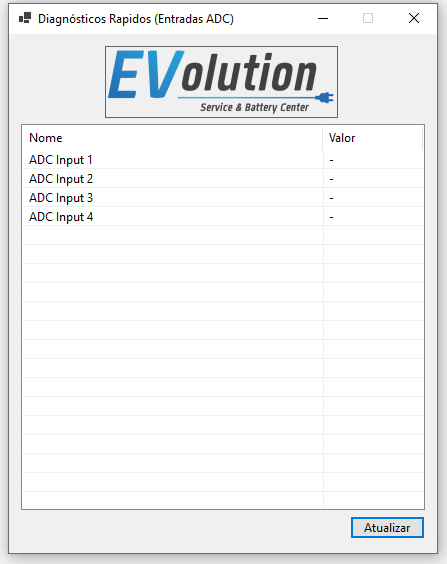 Diagnósticos Rapidos (Entradas ADC)
EVolution
Service & Battery Center
Nome Valor
ADC Input 1 -
ADC Input 2 -
ADC Input 3 -
ADC Input 4 -
Atualizar